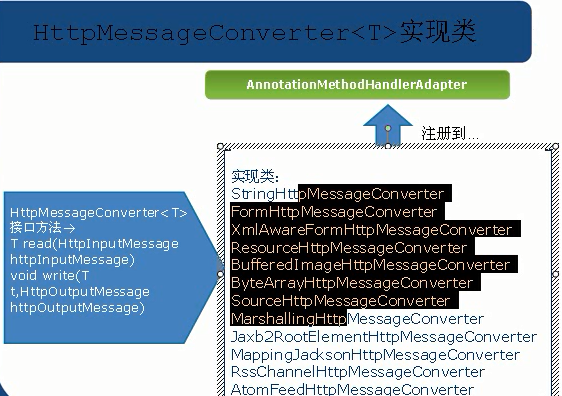 HttpMessageConverter<T>实现类
AnnotationMethodHandlerAdapter
注册到...
HttpMessageConverter<T>
接口方法→
T read(HttpInputMessage
httpInputMessage)
void write(T
t,HttpOutputMessage
httpOutputMessage)
实现类:
StringHttpMessageConverter
FormHttpMessageConverter
XmlAwareFormHttpMessageConverter
ResourceHttpMessageConverter
BufferedImageHttpMessageConverter
ByteArrayHttpMessageConverter
SourceHttpMessageConverter
MarshallingHttpMessageConverter
Jaxb2RootElementHttpMessageConverter
MappingJacksonHttpMessageConverter
RssChannelHttpMessageConverter
AtomFeedHttpMessageConverter